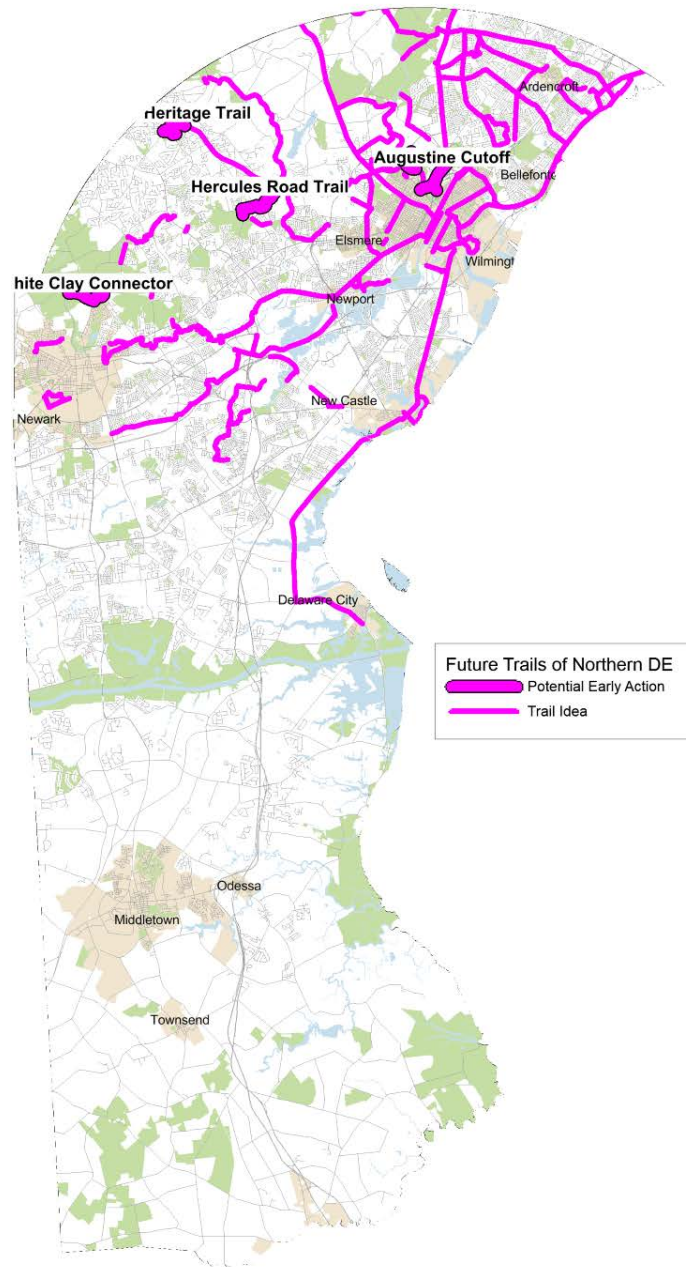 Ardencroft
Heritage Trail
Augustine Cutoff
Bellefonte
Hercules Road Trail
Elsmere
Wilmingt
hite Clay Connector
Newport
New Castle
Newark
Delaware City
Future Trails of Northern DE
Potential Early Action
Trail Idea
Odessa
Middletown
Townsend